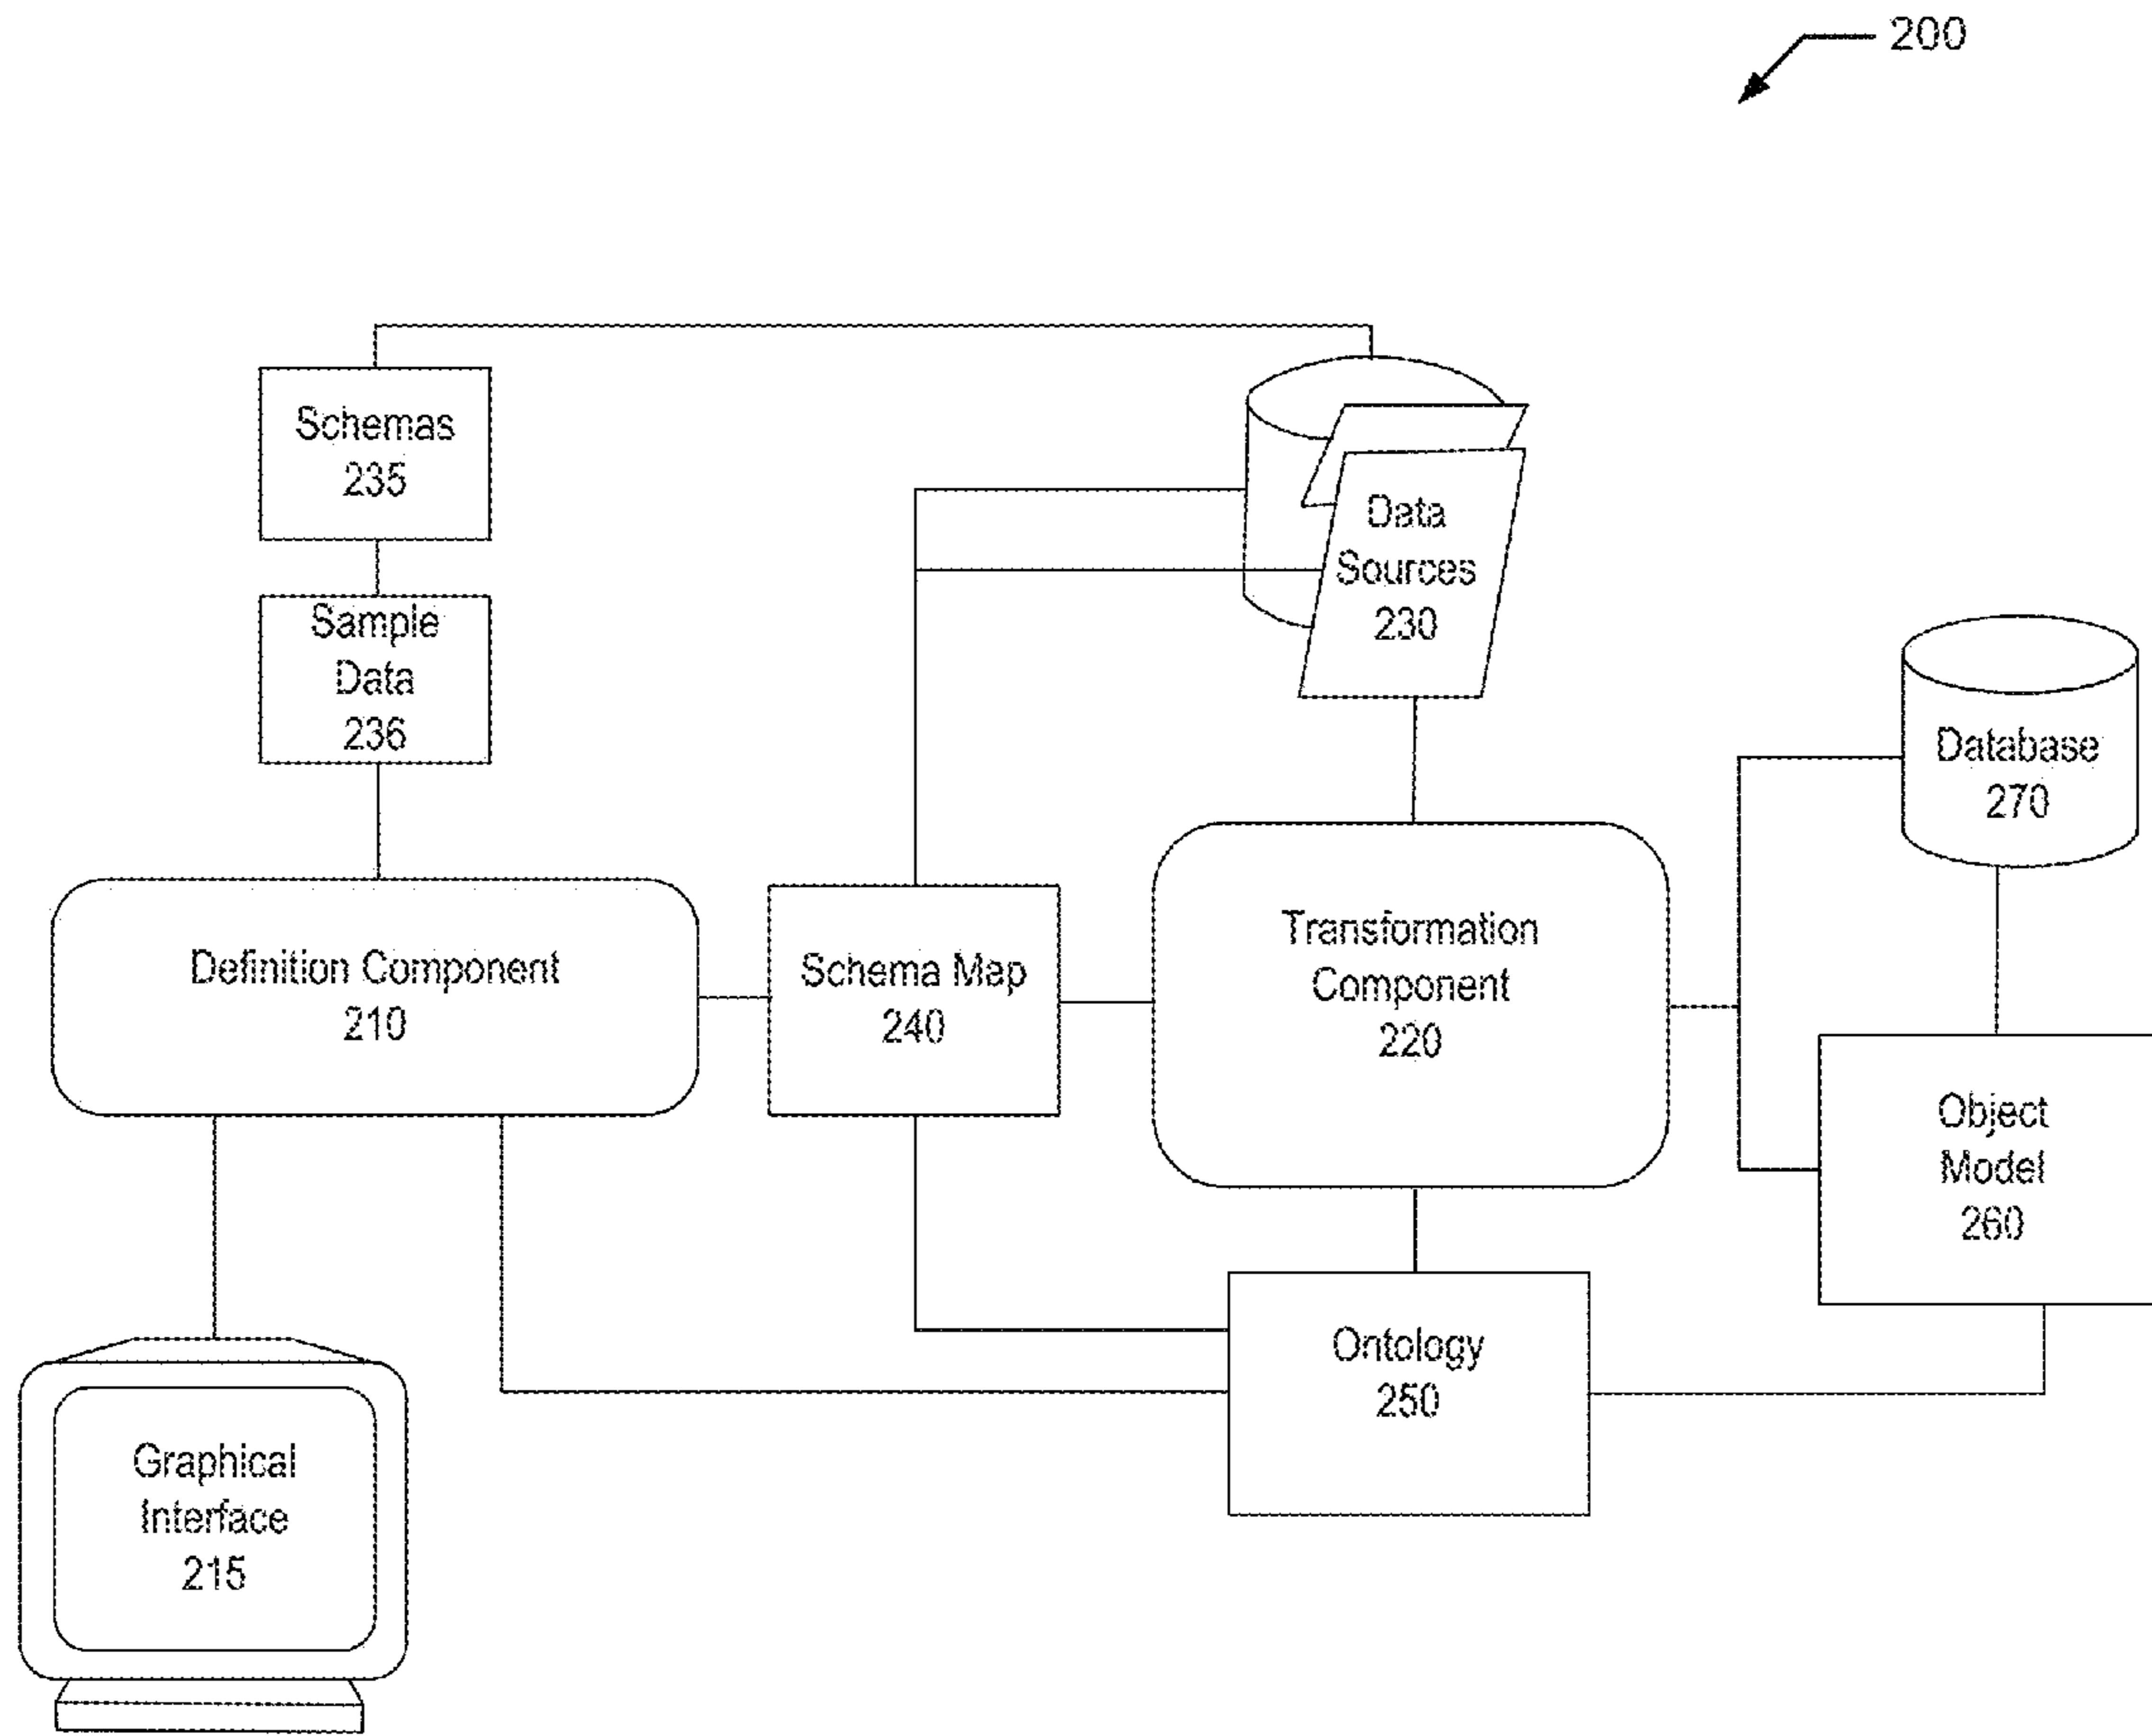 200
Schemas
235
Sample
Data
236
Data
Sources
230
Database
270
Definition Component
210
Schema Map
240
Transformation
Component
220
Object
Model
260
Ontology
250
Graphical
Interface
215